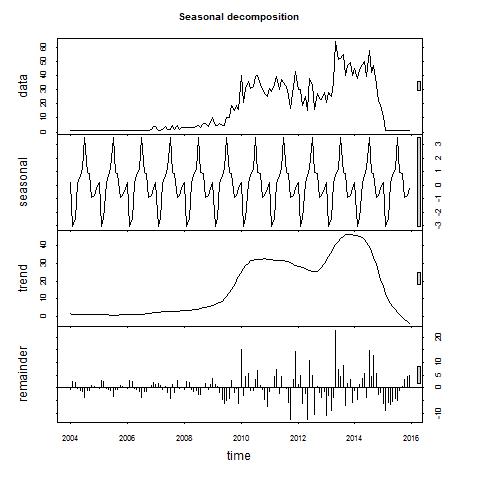 Seasonal decomposition
data
0 10 20 30 40 50 60
seasonal
-3 -2 -1 0 1 2 3
trend
0 10 20 30 40
remainder
-10 0 5 10 20
2004 2006 2008 2010 2012 2014 2016
time